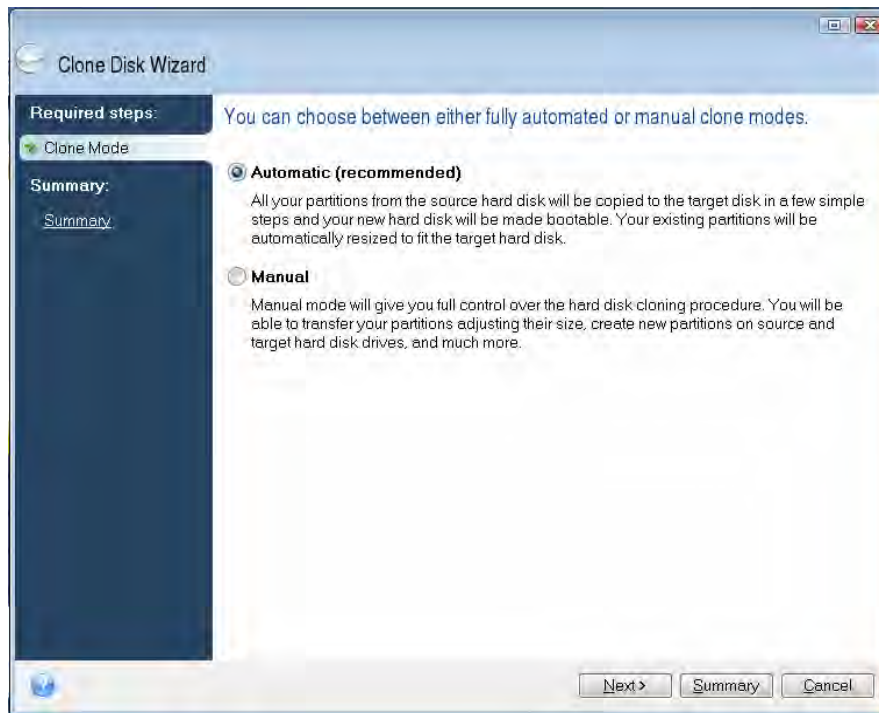 Clone Disk Wizard
Required steps:
Clone Mode
Summary:
Summary
You can choose between either fully automated or manual clone modes.
Automatic (recommended)
All your partitions from the source hard disk will be copied to the target disk in a few simple
steps and your new hard disk will be made bootable. Your existing partitions will be
automatically resized to fit the target hard disk.
Manual
Manual mode will give you full control over the hard disk cloning procedure. You will be
able to transfer your partitions adjusting their size, create new partitions on source and
target hard disk drives, and much more.
Next >
Summary
Cancel